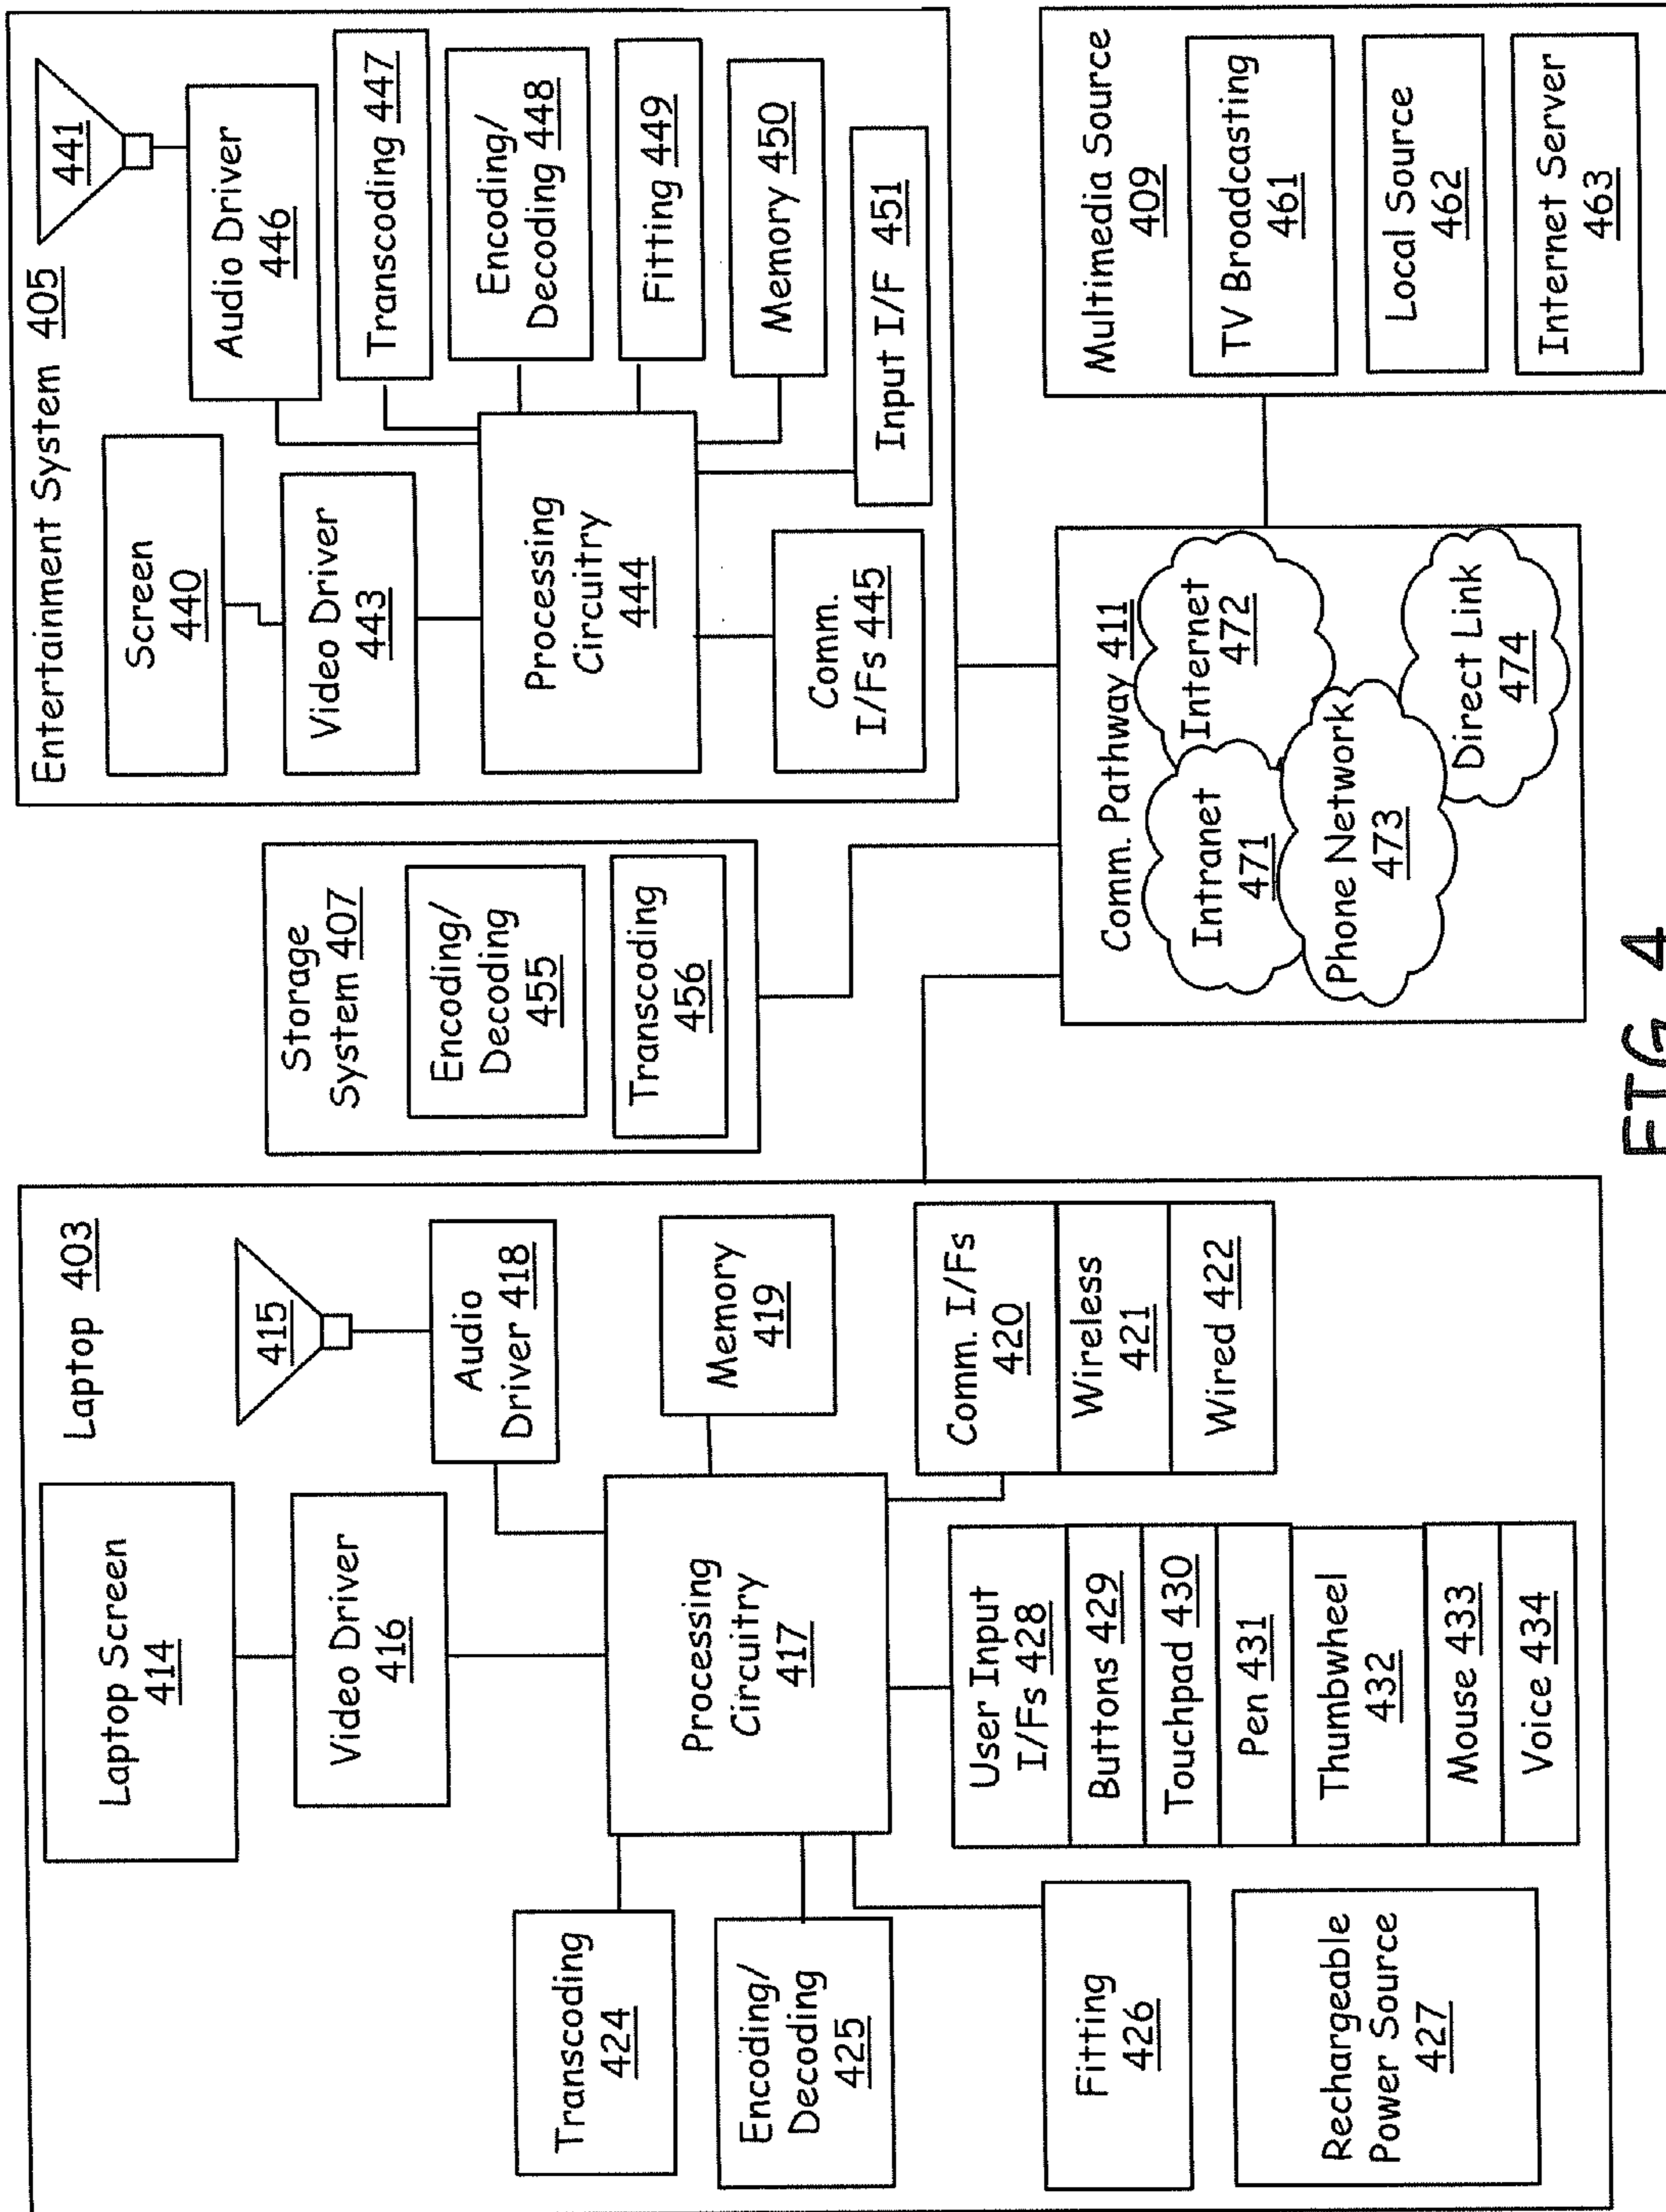 Laptop 403
Laptop Screen
414
415
Video Driver
416
Audio
Driver 418
Processing
Circuitry
417
Memory
419
Transcoding
424
Encoding/
Decoding
425
Fitting
426
Rechargeable
Power Source
427
User Input
I/Fs 428
Buttons 429
Touchpad 430
Pen 431
Thumbwheel
432
Mouse 433
Voice 434
Comm. I/Fs
420
Wireless
421
Wired 422
Storage
System 407
Encoding/
Decoding
455
Transcoding
456
Entertainment System 405
Screen
440
441
Video Driver
443
Audio Driver
446
Processing
Circuitry
444
Transcoding 447
Encoding/
Decoding 448
Fitting 449
Memory 450
Input I/F 451
Comm.
I/Fs 445
Comm. Pathway 411
Intranet
471
Internet
472
Phone Network
473
Direct Link
474
Multimedia Source
409
TV Broadcasting
461
Local Source
462
Internet Server
463
FIG. 4